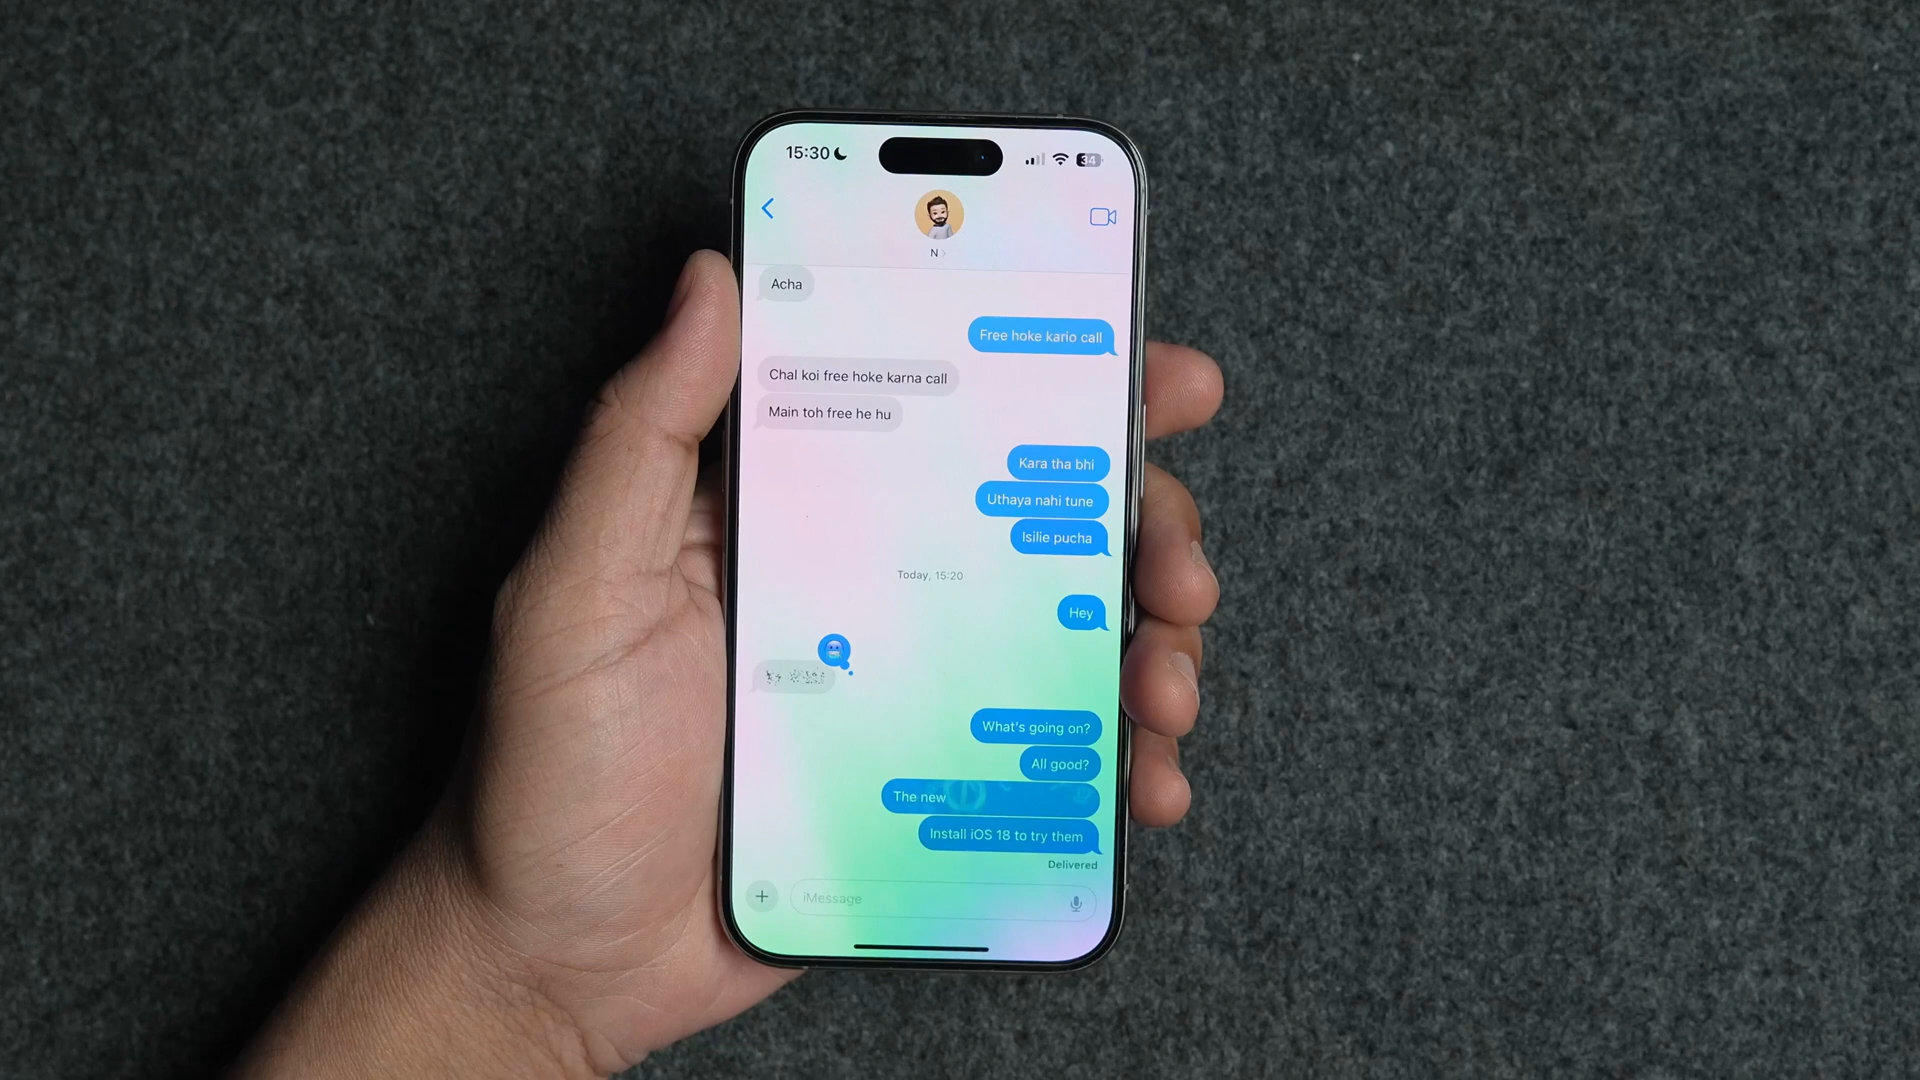 15:30
34
N
Acha
Free hoke kario call
Chal koi free hoke karna call
Main toh free he hu
Kara tha bhi
Uthaya nahi tune
Isilie pucha
Today, 15:20
Hey
What's going on?
All good?
The new
Install iOS 18 to try them
Delivered
iMessage